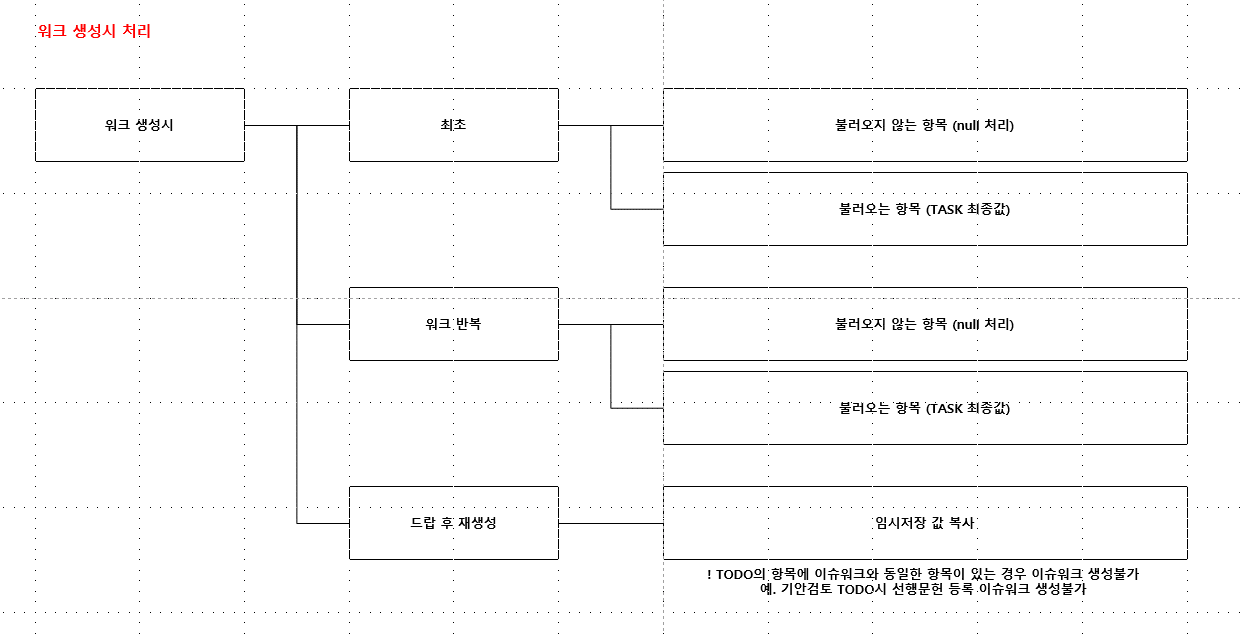 워크 생성시 처리
워크 생성시
최초
불러오지 않는 항목 (null 처리)
불러오는 항목 (TASK 최종값)
워크 반복
불러오지 않는 항목 (null 처리)
불러오는 항목 (TASK 최종값)
드랍 후 재생성
임시저장 값 복사
! TODO의 항목에 이슈워크와 동일한 항목이 있는 경우 이슈워크 생성불가
예. 기안검토 TODO시 선행문헌 등록 이슈워크 생성불가